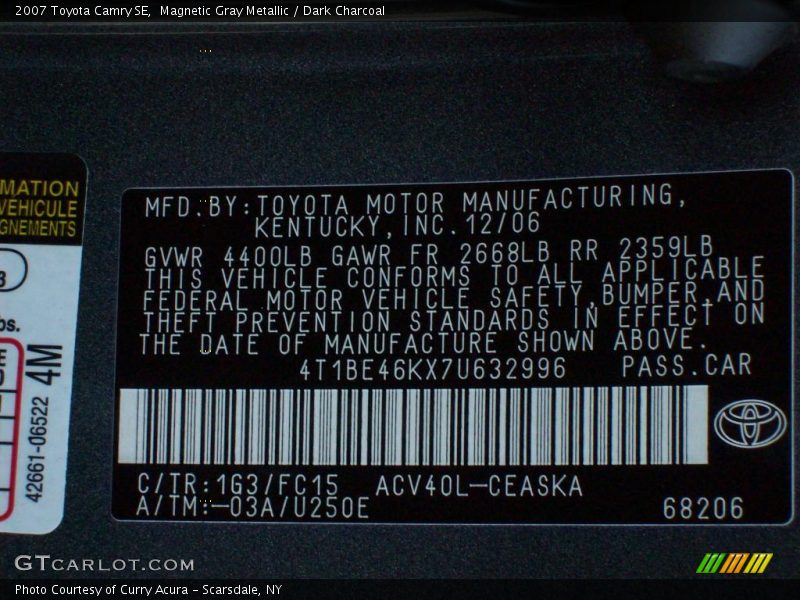 2007 Toyota Camry SE,  Magnetic Gray Metallic / Dark Charcoal
MATION
VEHICULE
GNEMENTS
3
bs.
4M
42661-06522
MFD.BY:TOYOTA MOTOR MANUFACTURING,
KENTUCKY,INC.12/06
GVWR 4400LB GAWR FR 2668LB RR 2359LB
THIS VEHICLE CONFORMS TO ALL APPLICABLE
FEDERAL MOTOR VEHICLE SAFETY,BUMPER,AND
THEFT PREVENTION STANDARDS IN EFFECT ON
THE DATE OF MANUFACTURE SHOWN ABOVE.
4T1BE46KX7U632996 PASS.CAR
C/TR:1G3/FC15 ACV40L-CEASKA
A/TM:-03A/U250E 68206
GTCARLOT.COM
Photo Courtesy of Curry Acura - Scarsdale, NY